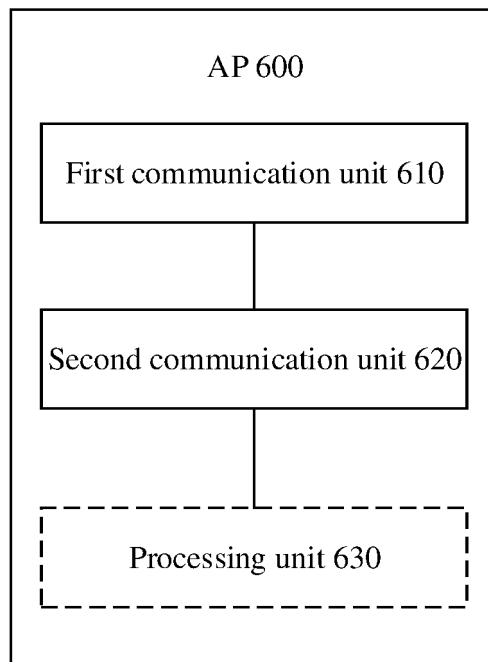 AP 600
First communication unit 610
Second communication unit 620
Processing unit 630